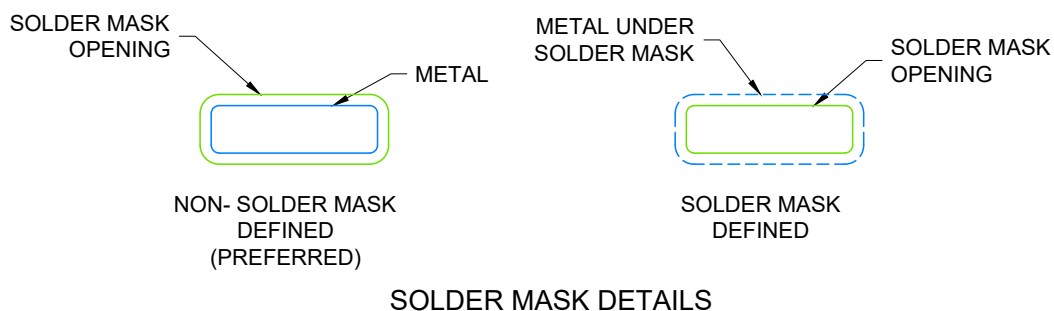 SOLDER MASK
OPENING
METAL
NON- SOLDER MASK
DEFINED
(PREFERRED)
METAL UNDER
SOLDER MASK
SOLDER MASK
OPENING
SOLDER MASK
DEFINED
SOLDER MASK DETAILS